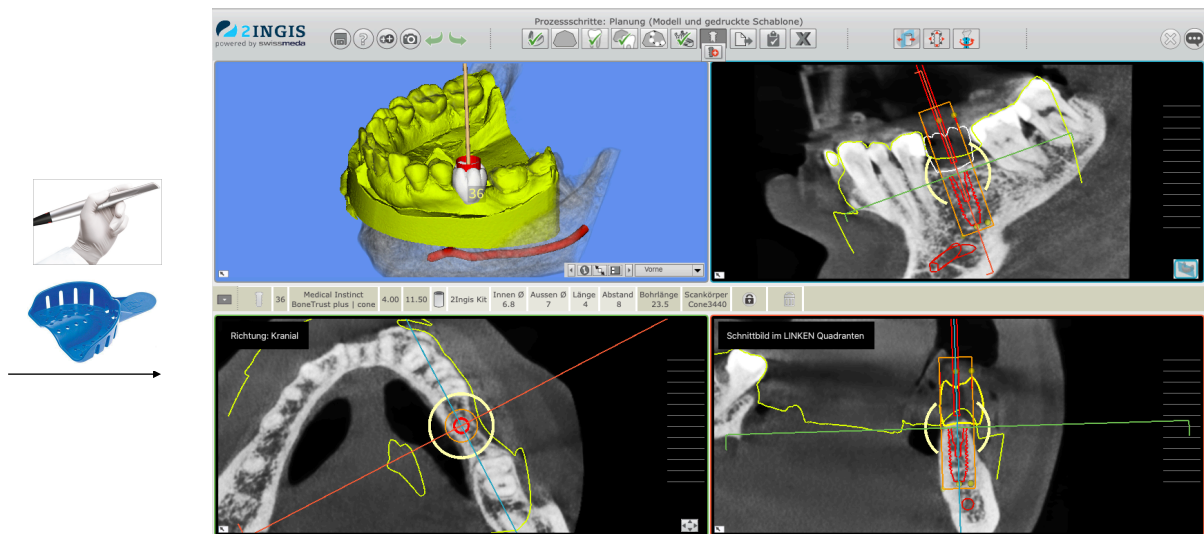 2INGIS
powered by swissmeda
Prozessschritte: Planung (Modell und gedruckte Schablone)
36
Vorne
36
Medical Instinct
BoneTrust plus | cone
4.00
11.50
2Ingis Kit
Innen Ø
6.8
Aussen Ø
7
Länge
4
Abstand
8
Bohrlänge
23.5
Scankörper
Cone3440
Richtung: Kranial
Schnittbild im LINKEN Quadranten